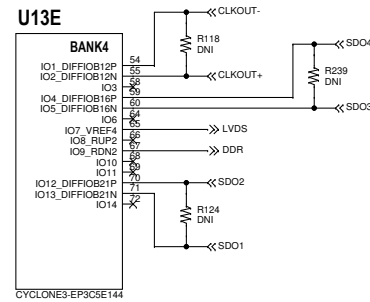 U13E
BANK4
IO1_DIFFIOB12P 54
IO2_DIFFIOB12N 55
IO3 58
IO4_DIFFIOB16P 59
IO5_DIFFIOB16N 60
IO6 64
IO7_VREF4 65
IO8_RUP2 66
IO9_RDN2 67
IO10 68
IO11 69
IO12_DIFFIOB21P 70
IO13_DIFFIOB21N 71
IO14 72
CYCLONE3-EP3C5E144
CLKOUT-
R118
DNI
CLKOUT+
SDO4
R239
DNI
SDO3
LVDS
DDR
SDO2
R124
DNI
SDO1